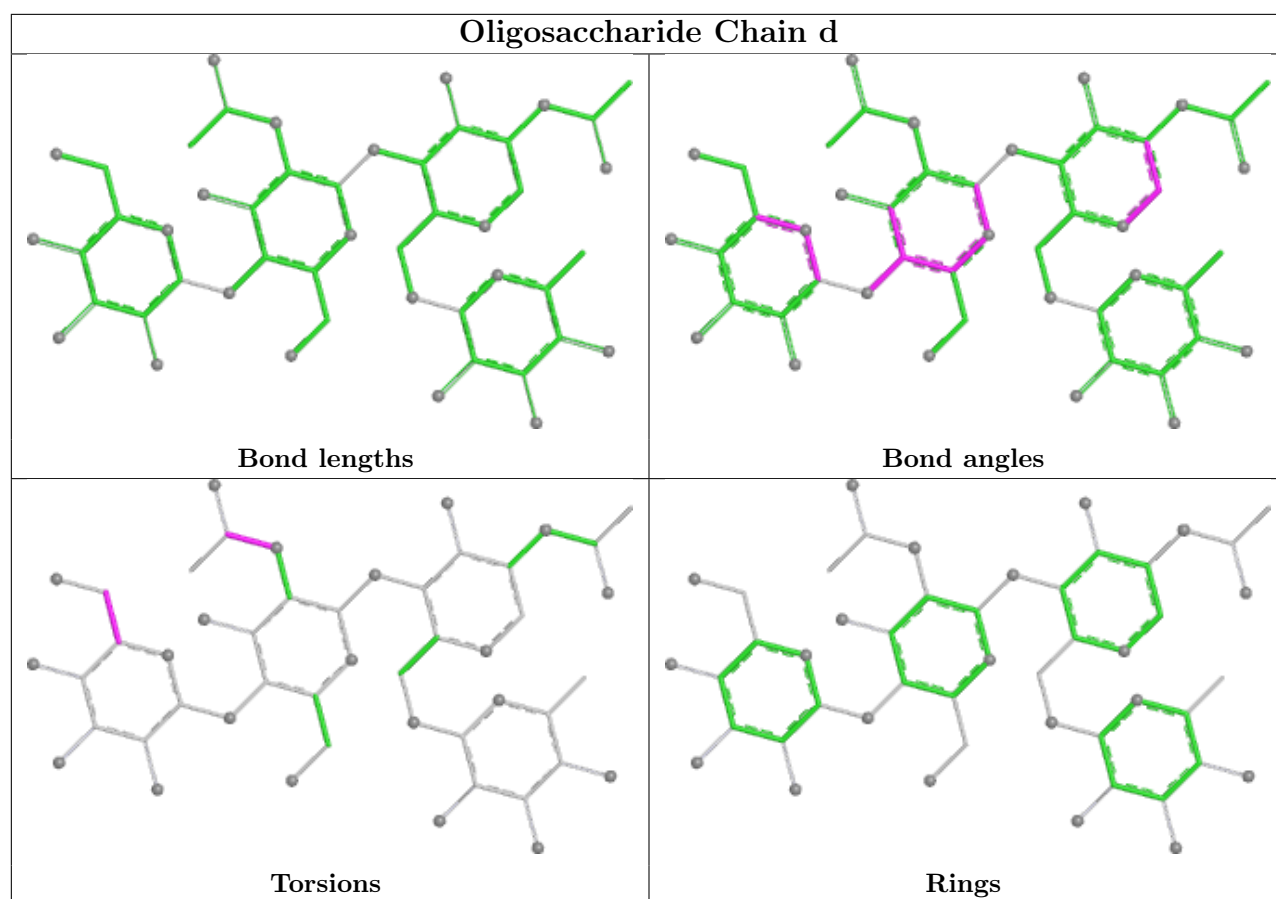 Oligosaccharide Chain d
Bond lengths
Bond angles
Torsions
Rings